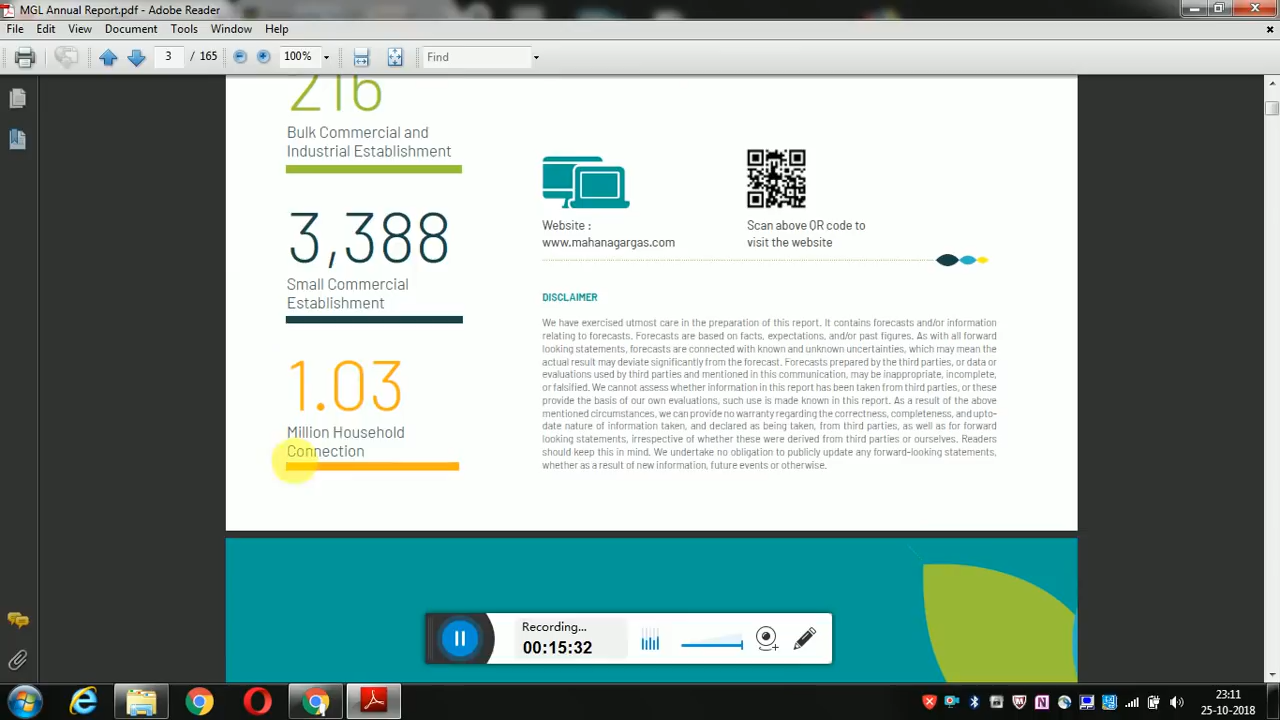 MGL Annual Report.pdf - Adobe Reader
File Edit View Document Tools Window Help
3 / 165 100% Find
216
Bulk Commercial and
Industrial Establishment
3,388
Small Commercial
Establishment
1.03
Million Household
Connection
Website :
www.mahanagargas.com
Scan above QR code to
visit the website
DISCLAIMER
We have exercised utmost care in the preparation of this report. It contains forecasts and/or information
relating to forecasts. Forecasts are based on facts, expectations, and/or past figures. As with all forward
looking statements, forecasts are connected with known and unknown uncertainties, which may mean the
actual result may deviate significantly from the forecast. Forecasts prepared by the third parties, or data or
evaluations used by third parties and mentioned in this communication, may be inappropriate, incomplete,
or falsified. We cannot assess whether information in this report has been taken from third parties, or these
provide the basis of our own evaluations, such use is made known in this report. As a result of the above
mentioned circumstances, we can provide no warranty regarding the correctness, completeness, and upto-
date nature of information taken, and declared as being taken, from third parties, as well as for forward
looking statements, irrespective of whether these were derived from third parties or ourselves. Readers
should keep this in mind. We undertake no obligation to publicly update any forward-looking statements,
whether as a result of new information, future events or otherwise.
Recording...
00:15:32
23:11
25-10-2018